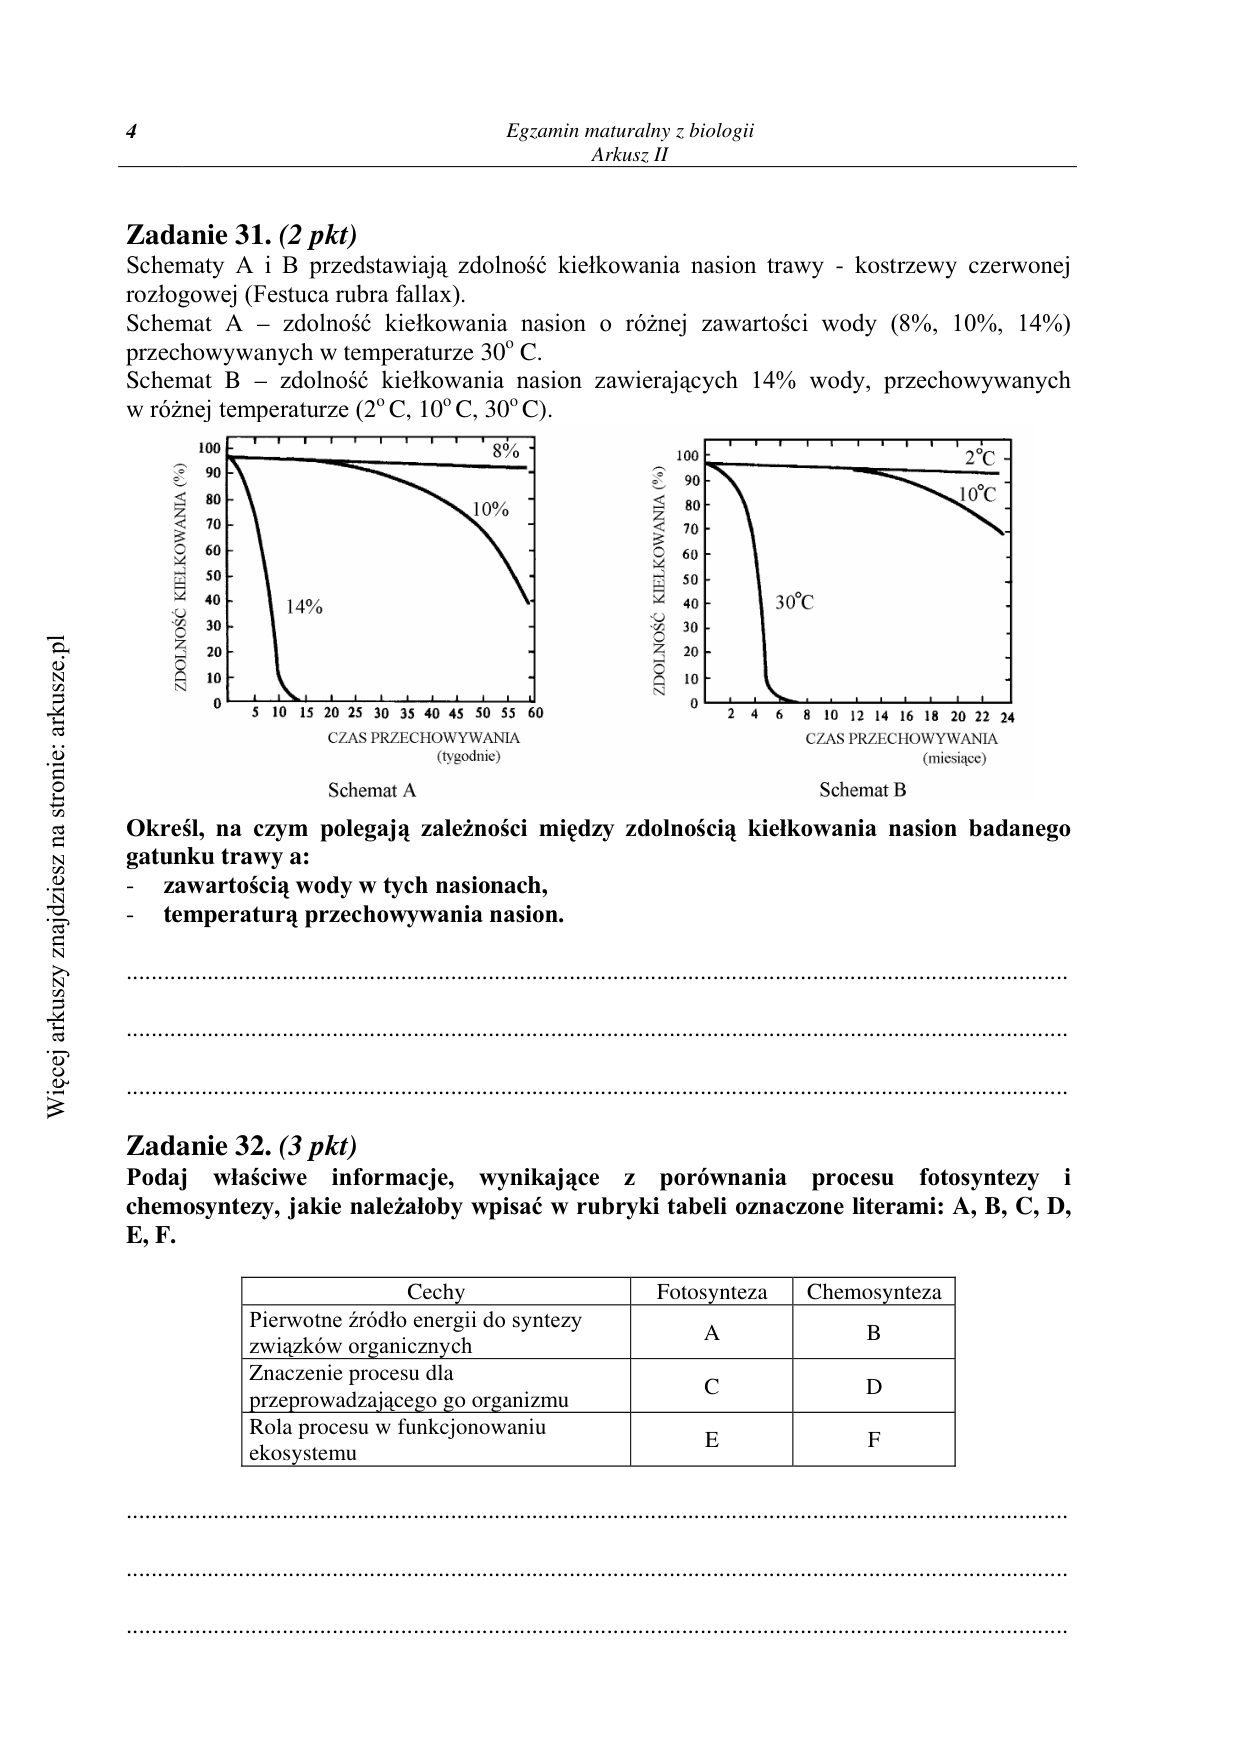 4
Egzamin maturalny z biologii
Arkusz II
Zadanie 31. (2 pkt)
Schematy A i B przedstawiają zdolność kiełkowania nasion trawy - kostrzewy czerwonej
rozłogowej (Festuca rubra fallax).
Schemat A – zdolność kiełkowania nasion o różnej zawartości wody (8%, 10%, 14%)
przechowywanych w temperaturze 30° C.
Schemat B – zdolność kiełkowania nasion zawierających 14% wody, przechowywanych
w różnej temperaturze (2° C, 10° C, 30° C).
ZDOLNOŚĆ KIELKOWANIA (%)
100
90
80
70
60
50
40
30
20
10
0
8%
10%
14%
5 10 15 20 25 30 35 40 45 50 55 60
CZAS PRZECHOWYWANIA
(tygodnie)
Schemat A
ZDOLNOŚĆ KIELKOWANIA (%)
100
90
80
70
60
50
40
30
20
10
0
2°C
10°C
30°C
2 4 6 8 10 12 14 16 18 20 22 24
CZAS PRZECHOWYWANIA
(miesiące)
Schemat B
Określ, na czym polegają zależności między zdolnością kiełkowania nasion badanego
gatunku trawy a:
- zawartością wody w tych nasionach,
- temperaturą przechowywania nasion.
Zadanie 32. (3 pkt)
Podaj właściwe informacje, wynikające z porównania procesu fotosyntezy i
chemosyntezy, jakie należałoby wpisać w rubryki tabeli oznaczone literami: A, B, C, D,
E, F.
Cechy Fotosynteza Chemosynteza
Pierwotne źródło energii do syntezy
związków organicznych
A B
Znaczenie procesu dla
przeprowadzającego go organizmu
C D
Rola procesu w funkcjonowaniu
ekosystemu
E F
Więcej arkuszy znajdziesz na stronie: arkusze.pl